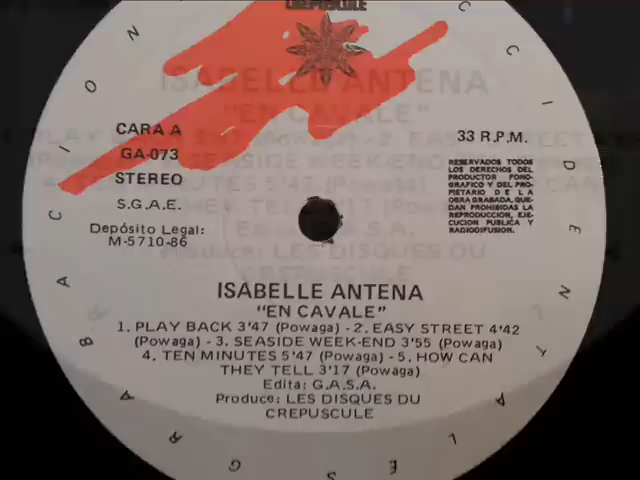 CREPUSCULE
CARA A
GA-073
STEREO
S.G.A.E.
Depósito Legal:
M-5710-86
33 R.P.M.
RESERVADOS TODOS
LOS DERECHOS DEL
PRODUCTOR FONO-
GRAFICO Y DEL PRO-
PIETARIO DE LA
OBRA GRABADA, QUE-
DAN PROHIBIDAS LA
REPRODUCCION, EJE-
CUCION PUBLICA Y
RADIODIFUSION.
ISABELLE ANTENA
"EN CAVALE"
1. PLAY BACK 3'47 (Powaga) - 2. EASY STREET 4'42
(Powaga) - 3. SEASIDE WEEK-END 3'55 (Powaga)
4. TEN MINUTES 5'47 (Powaga) - 5. HOW CAN
THEY TELL 3'17 (Powaga)
Edita: G.A.S.A.
Produce: LES DISQUES DU
CREPUSCULE
GRABACIONES ACCIDENTALES